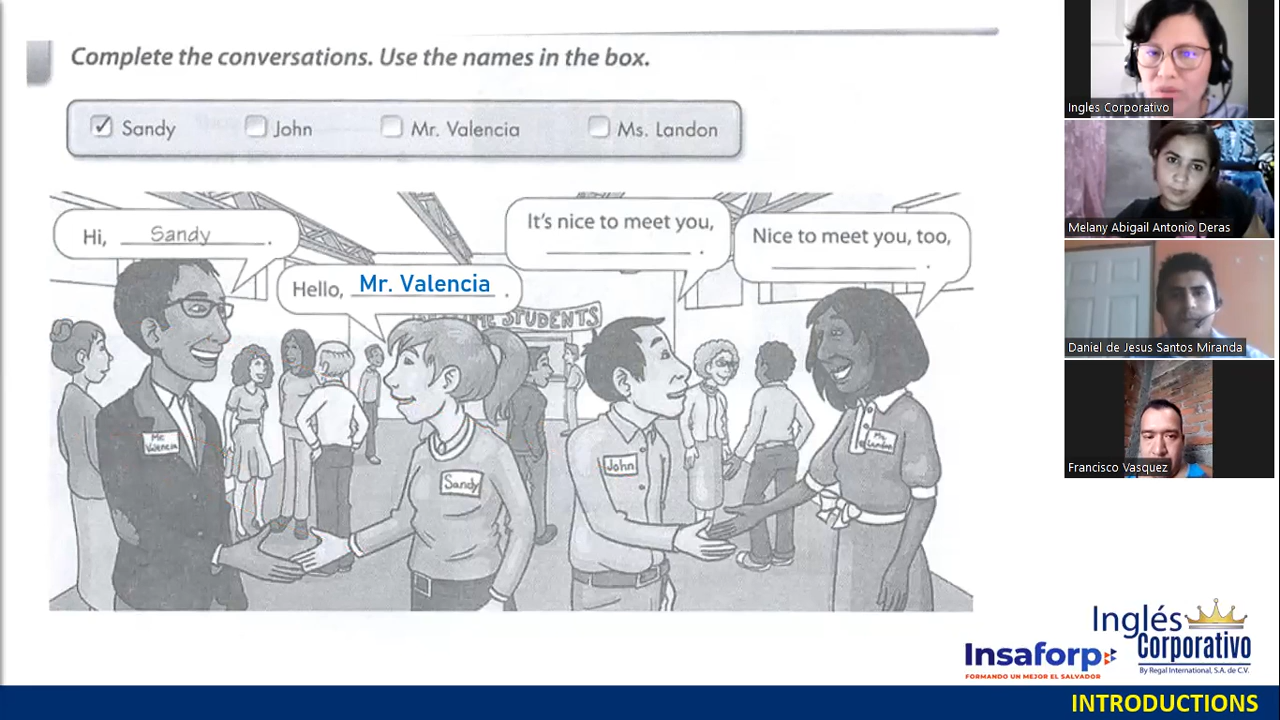 Complete the conversations. Use the names in the box.
✓ Sandy John Mr. Valencia Ms. Landon
Hi, Sandy.
Hello, Mr. Valencia.
It's nice to meet you,
.
Nice to meet you, too,
.
STUDENTS
Mr.
Valencia
Sandy
John
Ms.
Landon
Ingles Corporativo
Melany Abigail Antonio Deras
Daniel de Jesus Santos Miranda
Francisco Vasquez
Insaforp
FORMANDO UN MEJOR EL SALVADOR
Inglés
Corporativo
By Regal International, S.A. de C.V.
INTRODUCTIONS